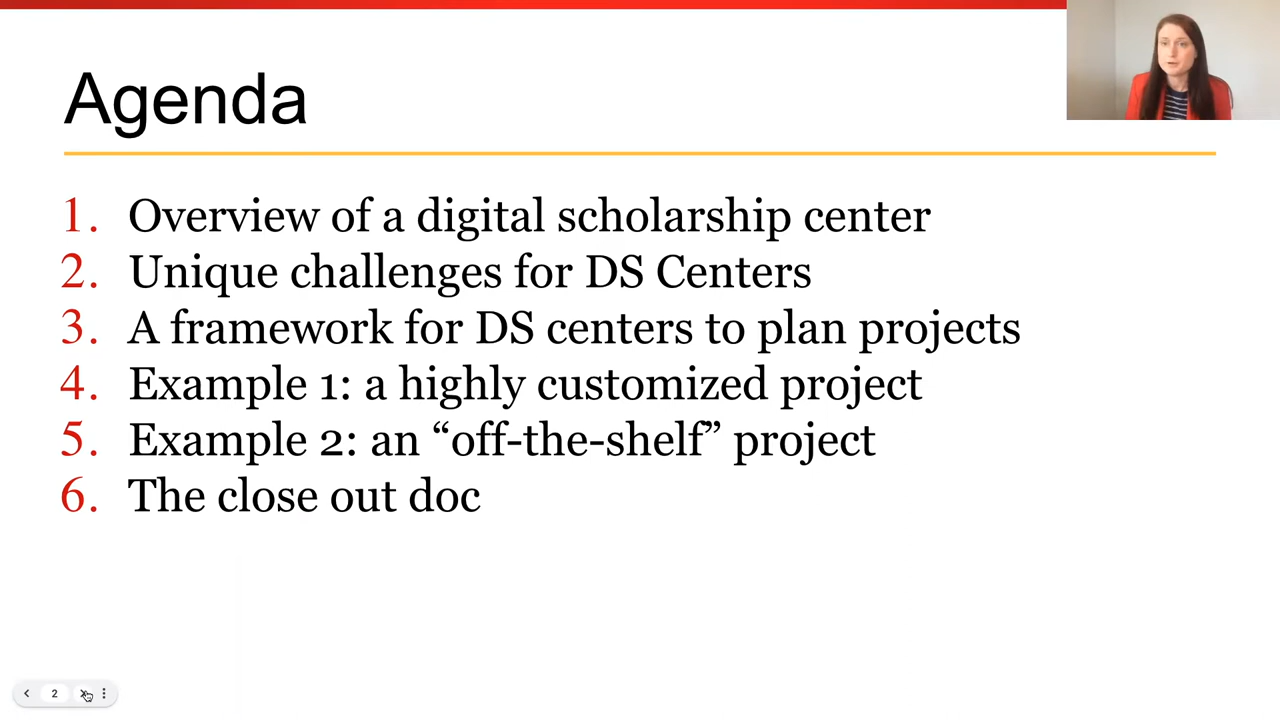 Agenda
1. Overview of a digital scholarship center
2. Unique challenges for DS Centers
3. A framework for DS centers to plan projects
4. Example 1: a highly customized project
5. Example 2: an “off-the-shelf” project
6. The close out doc
2